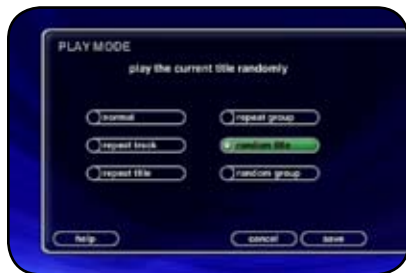 PLAY MODE
play the current title randomly
normal
repeat group
repeat track
random title
repeat title
random group
help
cancel
save